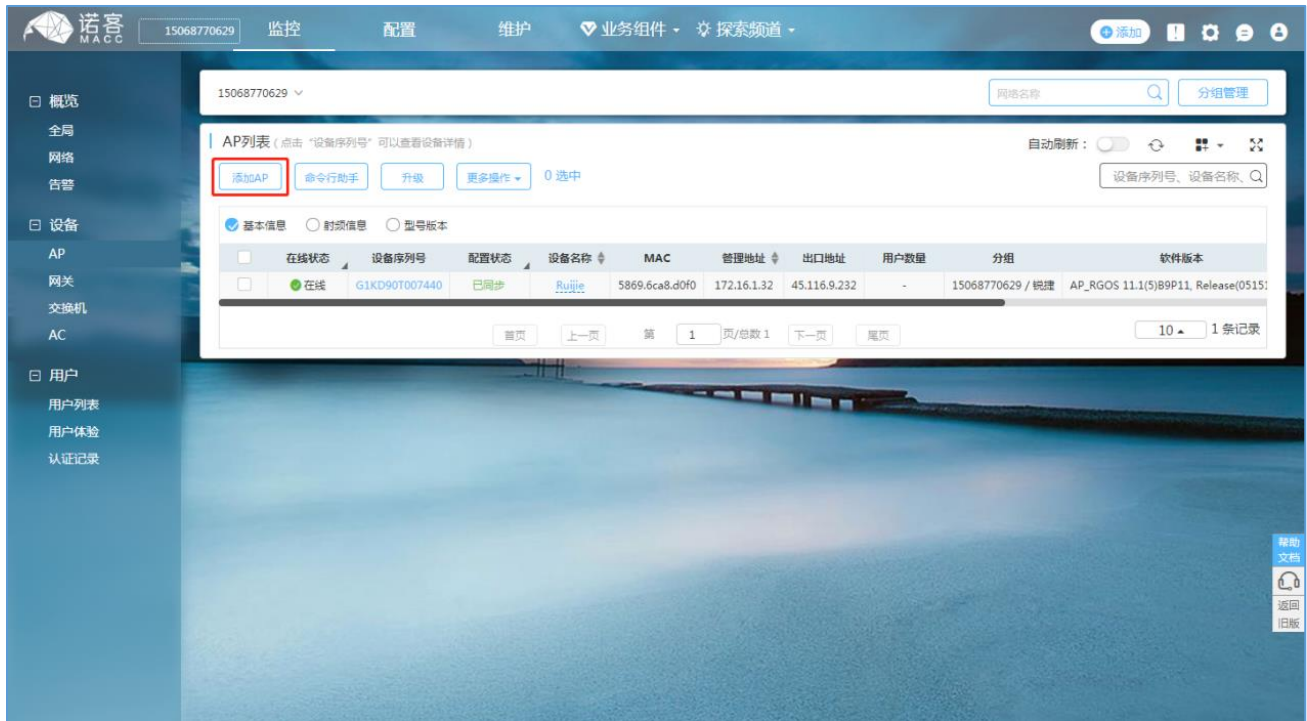 诺客 MACC 15068770629 监控 配置 维护 业务组件 探索频道 添加
概览
全局
网络
告警
设备
AP
网关
交换机
AC
用户
用户列表
用户体验
认证记录
15068770629 网络名称 分组管理
AP列表 ( 点击 "设备序列号" 可以查看设备详情 ) 自动刷新：
添加AP 命令行助手 升级 更多操作 0 选中 设备序列号、设备名称、
基本信息 射频信息 型号版本
在线状态 设备序列号 配置状态 设备名称 MAC 管理地址 出口地址 用户数量 分组 软件版本
在线 G1KD90T007440 已同步 Ruijie 5869.6ca8.d0f0 172.16.1.32 45.116.9.232 - 15068770629 / 锐捷 AP_RGOS 11.1(5)B9P11, Release(05151
首页 上一页 第 1 页/总数 1 下一页 尾页 10 1 条记录
帮助
文档
返回
旧版